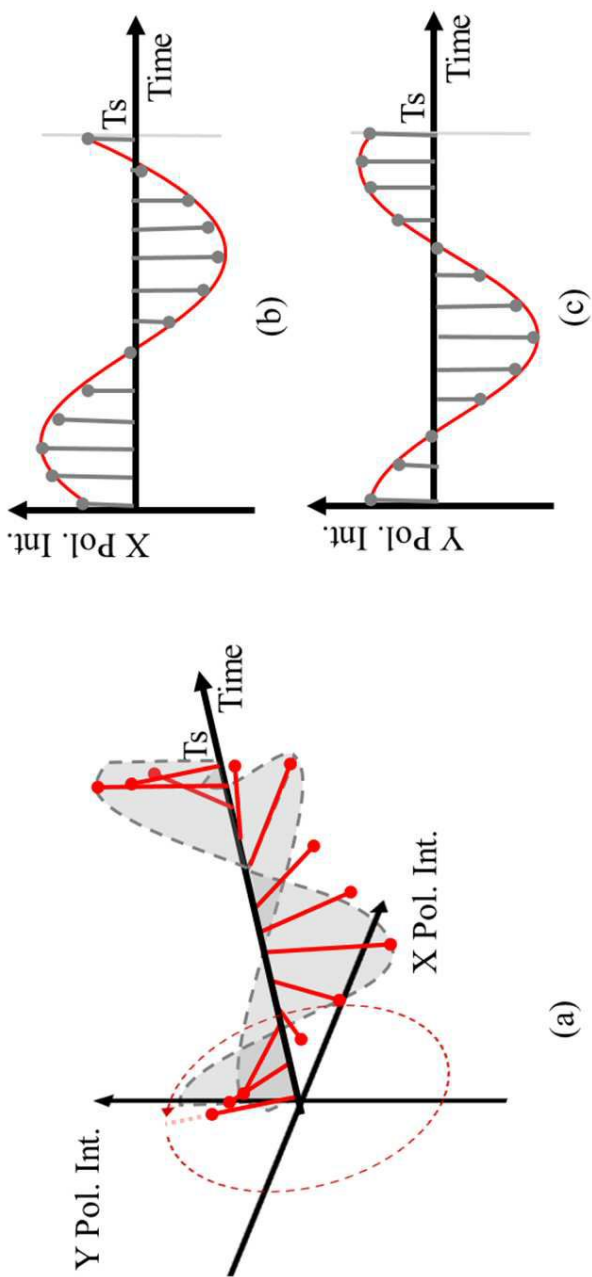 Y Pol. Int.
Ts
Time
X Pol. Int.
(a)
X Pol. Int.
Ts
Time
(b)
Y Pol. Int.
Ts
Time
(c)